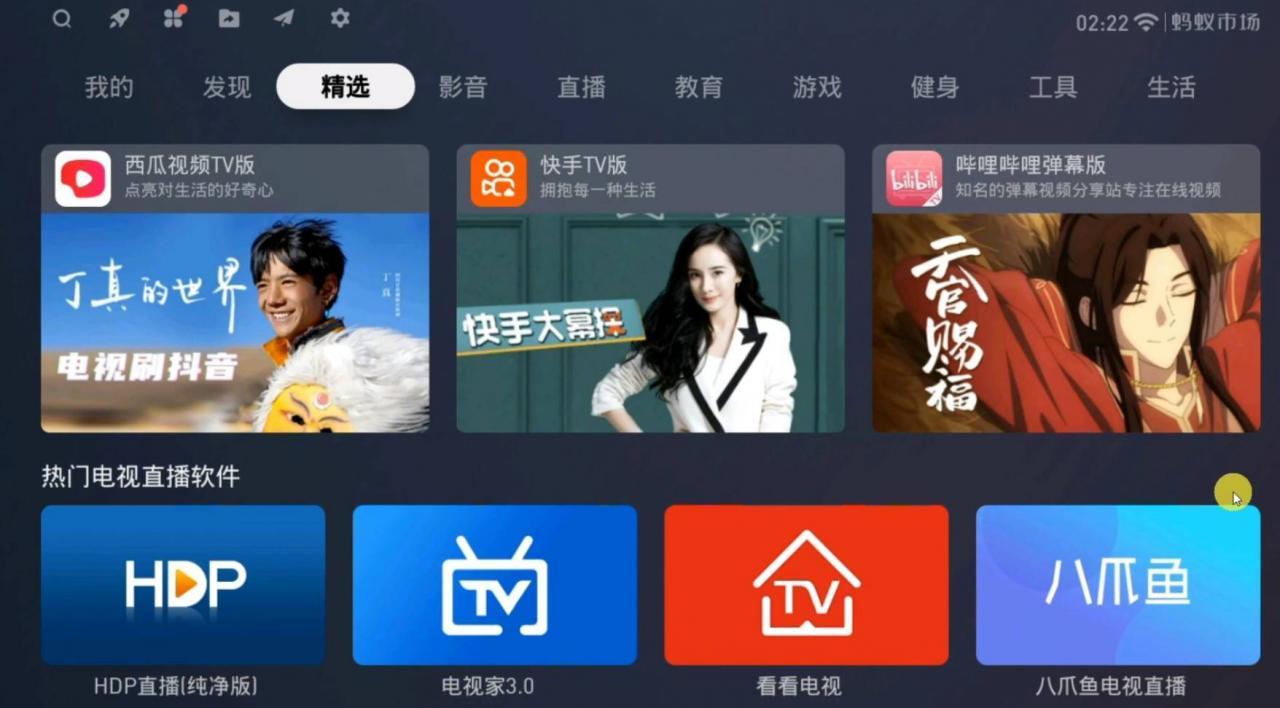 02:22 蚂蚁市场
我的 发现 精选 影音 直播 教育 游戏 健身 工具 生活
西瓜视频TV版
点亮对生活的好奇心
丁真的世界
丁真
电视刷抖音
快手TV版
拥抱每一种生活
快手大幕探
哔哩哔哩弹幕版
知名的弹幕视频分享站专注在线视频
bilibili
TV
天官赐福
热门电视直播软件
HDP
TV
TV
八爪鱼
HDP直播(纯净版)
电视家3.0
看看电视
八爪鱼电视直播